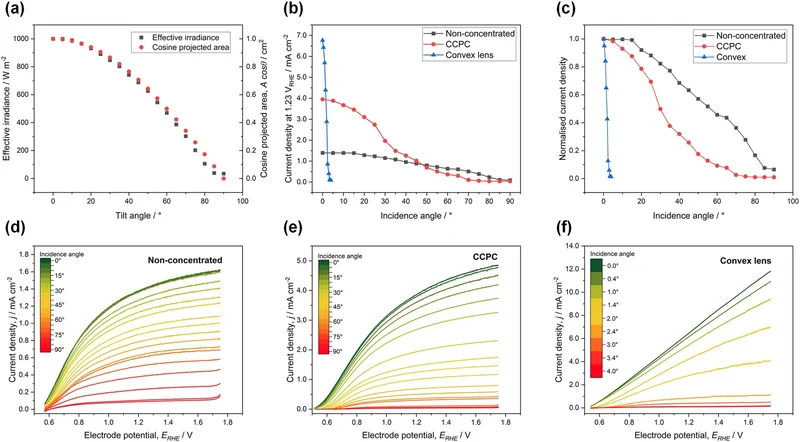 (a)
Effective irradiance / W m-2
1000
800
600
400
200
0
Effective irradiance
Cosine projected area
1.0
0.8
0.6
0.4
0.2
0.0
Cosine projected area, A cosθ / cm2
0 20 40 60 80 100
Tilt angle / °
(b)
Current density at 1.23 VRHE / mA cm-2
7.0
6.0
5.0
4.0
3.0
2.0
1.0
0.0
Non-concentrated
CCPC
Convex lens
0 10 20 30 40 50 60 70 80 90
Incidence angle / °
(c)
Normalised current density
1.0
0.8
0.6
0.4
0.2
0.0
Non-concentrated
CCPC
Convex
0 20 40 60 80 100
Incidence angle / °
(d)
Current density, j / mA cm-2
1.8
1.6
1.4
1.2
1.0
0.8
0.6
0.4
0.2
0.0
Incidence angle
0°
15°
30°
45°
60°
75°
90°
Non-concentrated
0.6 0.8 1.0 1.2 1.4 1.6 1.8
Electrode potential, ERHE / V
(e)
Current density, j / mA cm-2
5.0
4.0
3.0
2.0
1.0
0.0
Incidence angle
0°
15°
30°
45°
60°
75°
90°
CCPC
0.6 0.8 1.0 1.2 1.4 1.6 1.8
Electrode potential, ERHE / V
(f)
Current density, j / mA cm-2
14.0
12.0
10.0
8.0
6.0
4.0
2.0
0.0
Incidence angle
0.0°
0.4°
1.0°
2.0°
2.4°
3.0°
3.4°
4.0°
Convex lens
0.6 0.8 1.0 1.2 1.4 1.6 1.8
Electrode potential, ERHE / V